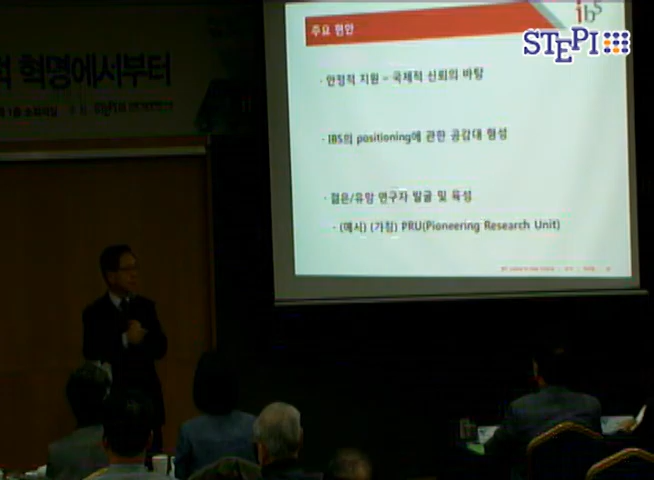 혁명에서부터
주요 현안
ibs
STEPI
· 안정적 지원 - 국제적 신뢰의 바탕
· IBS의 positioning에 관한 공감대 형성
· 젊은/유망 연구자 발굴 및 육성
- (예시) (가칭) PRU(Pioneering Research Unit)